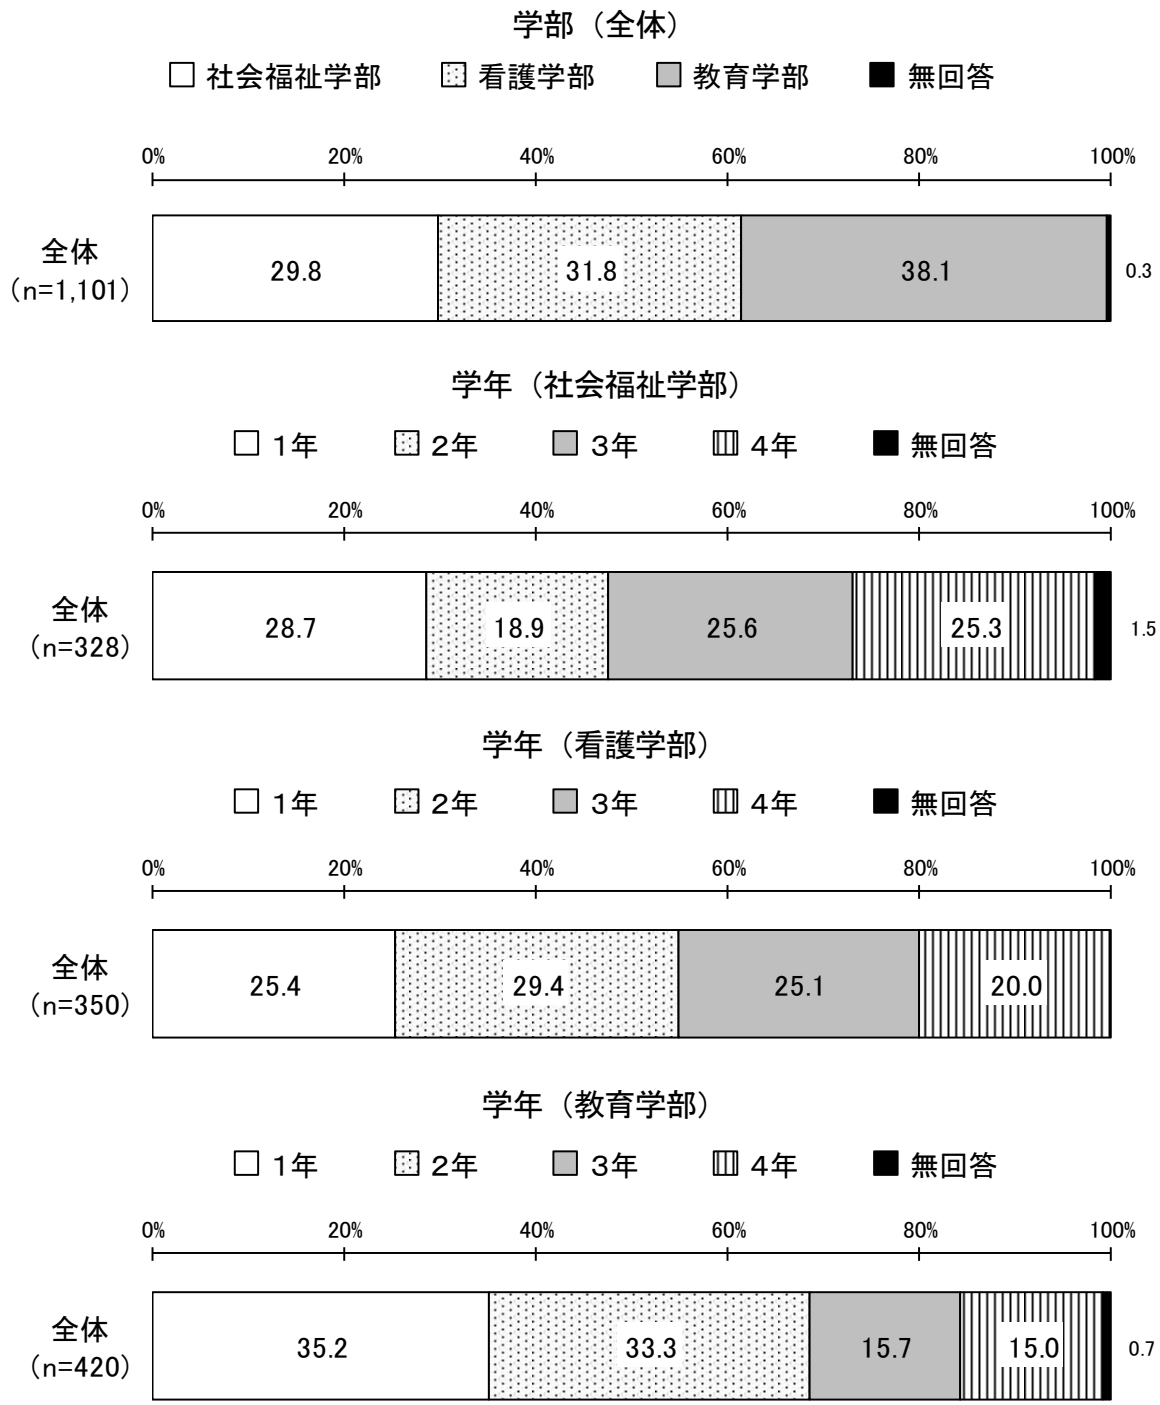 学部（全体）
社会福祉学部 看護学部 教育学部 無回答
0% 20% 40% 60% 80% 100%
全体
（n=1,101）
29.8 31.8 38.1 0.3
学年（社会福祉学部）
１年 ２年 ３年 ４年 無回答
0% 20% 40% 60% 80% 100%
全体
（n=328）
28.7 18.9 25.6 25.3 1.5
学年（看護学部）
１年 ２年 ３年 ４年 無回答
0% 20% 40% 60% 80% 100%
全体
（n=350）
25.4 29.4 25.1 20.0
学年（教育学部）
１年 ２年 ３年 ４年 無回答
0% 20% 40% 60% 80% 100%
全体
（n=420）
35.2 33.3 15.7 15.0 0.7